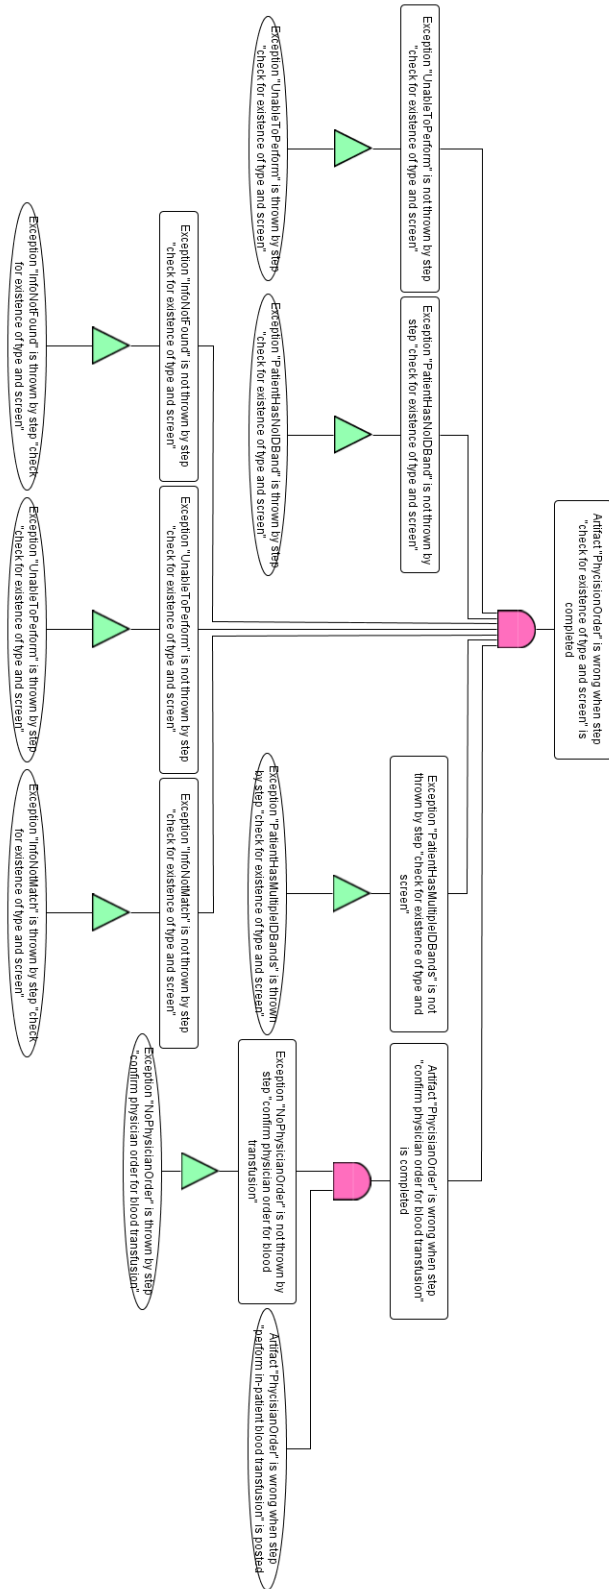 Artifact "PhycisionOrder" is wrong when step
"check for existence of type and screen" is
completed
Exception "UnableToPerform" is not thrown by step
"check for existence of type and screen"
Exception "PatientHasNoIDBand" is not thrown by
step "check for existence of type and screen"
Exception "PatientHasMultipleIDBands" is not
thrown by step "check for existence of type and
screen"
Artifact "PhycisianOrder" is wrong when step
"confirm physician order for blood transfusion"
is completed
Exception "UnableToPerform" is thrown by step
"check for existence of type and screen"
Exception "PatientHasNoIDBand" is thrown by step
"check for existence of type and screen"
Exception "PatientHasMultipleIDBands" is thrown
by step "check for existence of type and screen"
Exception "NoPhysicianOrder" is not thrown by
step "confirm physician order for blood
transfusion"
Artifact "PhycisianOrder" is wrong when step
"perform in-patient blood transfusion" is posted
Exception "InfoNotFound" is not thrown by step
"check for existence of type and screen"
Exception "UnableToPerform" is not thrown by step
"check for existence of type and screen"
Exception "InfoNotMatch" is not thrown by step
"check for existence of type and screen"
Exception "NoPhysicianOrder" is thrown by step
"confirm physician order for blood transfusion"
Exception "InfoNotFound" is thrown by step "check
for existence of type and screen"
Exception "UnableToPerform" is thrown by step
"check for existence of type and screen"
Exception "InfoNotMatch" is thrown by step "check
for existence of type and screen"